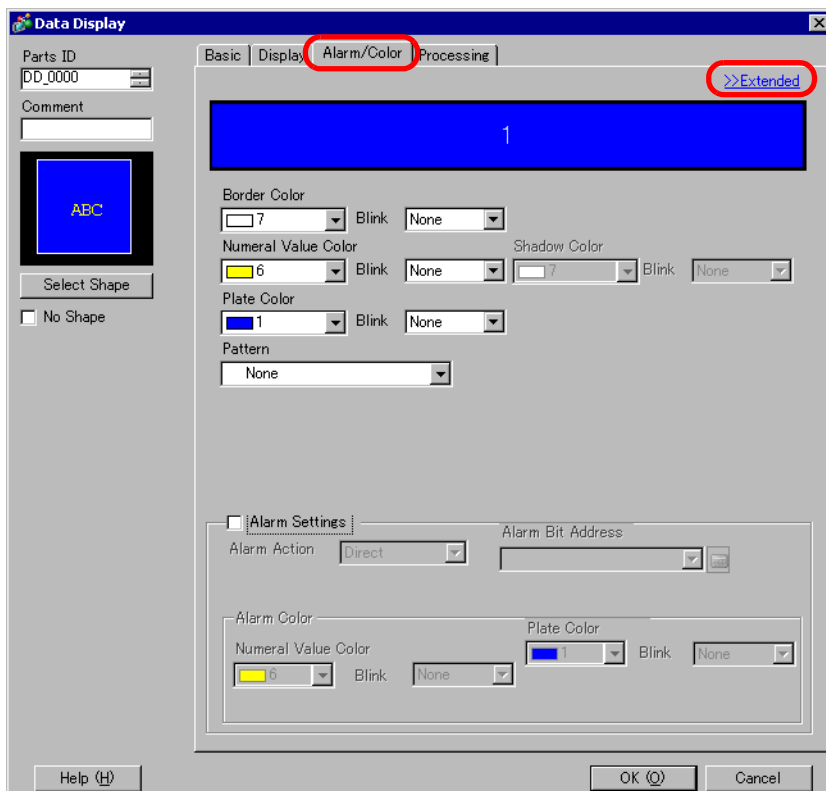 Data Display
Parts ID
DD_0000
Comment
ABC
Select Shape
No Shape
Basic Display Alarm/Color Processing
>>Extended
1
Border Color
7 Blink None
Numeral Value Color Shadow Color
6 Blink None 7 Blink None
Plate Color
1 Blink None
Pattern
None
Alarm Settings
Alarm Action Direct Alarm Bit Address
Alarm Color
Numeral Value Color Plate Color
6 Blink None 1 Blink None
Help (H) OK (O) Cancel